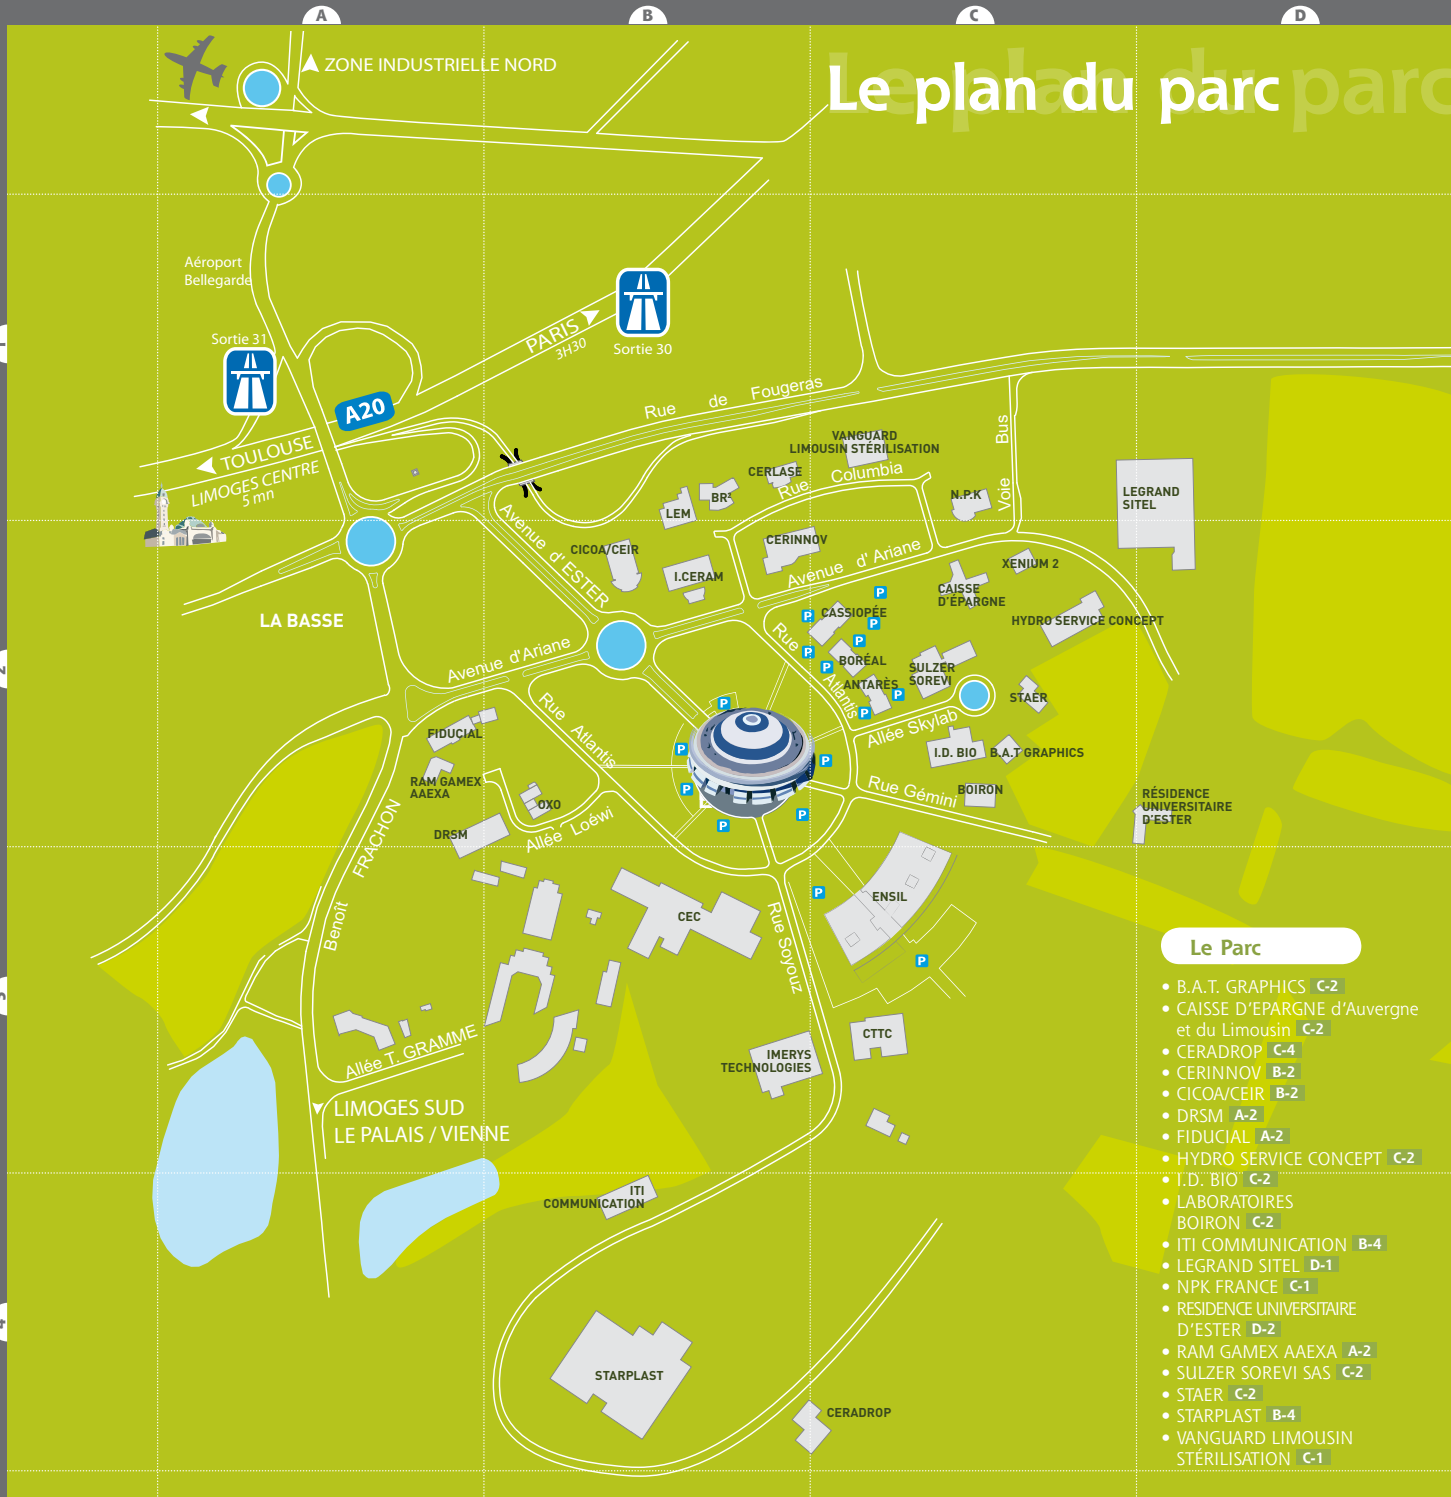 A
B
C
D
Le plan du parc
parc
ZONE INDUSTRIELLE NORD
Aéroport
Bellegarde
Sortie 31
PARIS
3H30
Sortie 30
A20
TOULOUSE
LIMOGES CENTRE
5 mn
Rue de Fougeras
VANGUARD
LIMOUSIN STÉRILISATION
CERLASE
Rue Columbia
BR²
LEM
N.P.K
Voie Bus
LEGRAND
SITEL
Avenue d'ESTER
CICOA/CEIR
I.CERAM
CERINNOV
Avenue d'Ariane
XENIUM 2
CAISSE
D'ÉPARGNE
HYDRO SERVICE CONCEPT
LA BASSE
Avenue d'Ariane
P
CASSIOPÉE
P
P
P
Rue Atlantis
P
BORÉAL
P
ANTARÈS
P
P
SULZER
SOREVI
STAER
Allée Skylab
I.D. BIO
B.A.T GRAPHICS
BOIRON
Rue Gémini
RÉSIDENCE
UNIVERSITAIRE
D'ESTER
FIDUCIAL
RAM GAMEX
AAEXA
Rue Atlantis
OXO
DRSM
Allée Loéwi
P
P
P
P
P
P
Benoît FRACHON
CEC
P
ENSIL
P
Rue Soyouz
Allée T. GRAMME
IMERYS
TECHNOLOGIES
CTTC
LIMOGES SUD
LE PALAIS / VIENNE
ITI
COMMUNICATION
STARPLAST
CERADROP
Le Parc
• B.A.T. GRAPHICS C-2
• CAISSE D'EPARGNE d'Auvergne
et du Limousin C-2
• CERADROP C-4
• CERINNOV B-2
• CICOA/CEIR B-2
• DRSM A-2
• FIDUCIAL A-2
• HYDRO SERVICE CONCEPT C-2
• I.D. BIO C-2
• LABORATOIRES
BOIRON C-2
• ITI COMMUNICATION B-4
• LEGRAND SITEL D-1
• NPK FRANCE C-1
• RESIDENCE UNIVERSITAIRE
D'ESTER D-2
• RAM GAMEX AAEXA A-2
• SULZER SOREVI SAS C-2
• STAER C-2
• STARPLAST B-4
• VANGUARD LIMOUSIN
STÉRILISATION C-1